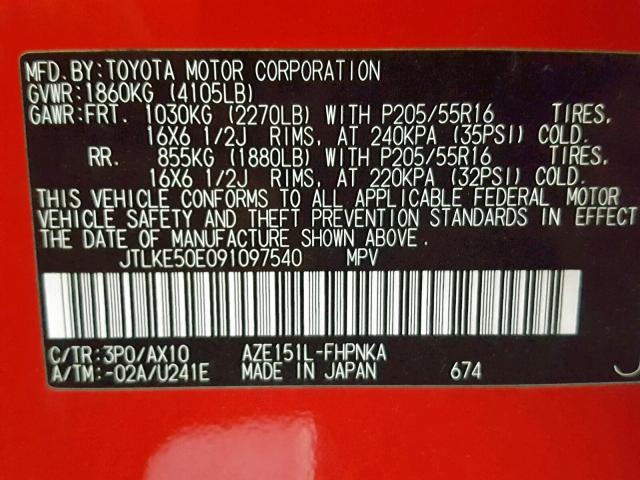 MFD.BY:TOYOTA MOTOR CORPORATION
GVWR:1860KG (4105LB)
GAWR:FRT. 1030KG (2270LB) WITH P205/55R16 TIRES,
16X6 1/2J RIMS, AT 240KPA (35PSI) COLD.
RR. 855KG (1880LB) WITH P205/55R16 TIRES,
16X6 1/2J RIMS, AT 220KPA (32PSI) COLD.
THIS VEHICLE CONFORMS TO ALL APPLICABLE FEDERAL MOTOR
VEHICLE SAFETY AND THEFT PREVENTION STANDARDS IN EFFECT
THE DATE OF MANUFACTURE SHOWN ABOVE.
JTLKE50E091097540 MPV
C/TR:3P0/AX10 AZE151L-FHPNKA
A/TM:-02A/U241E MADE IN JAPAN 674